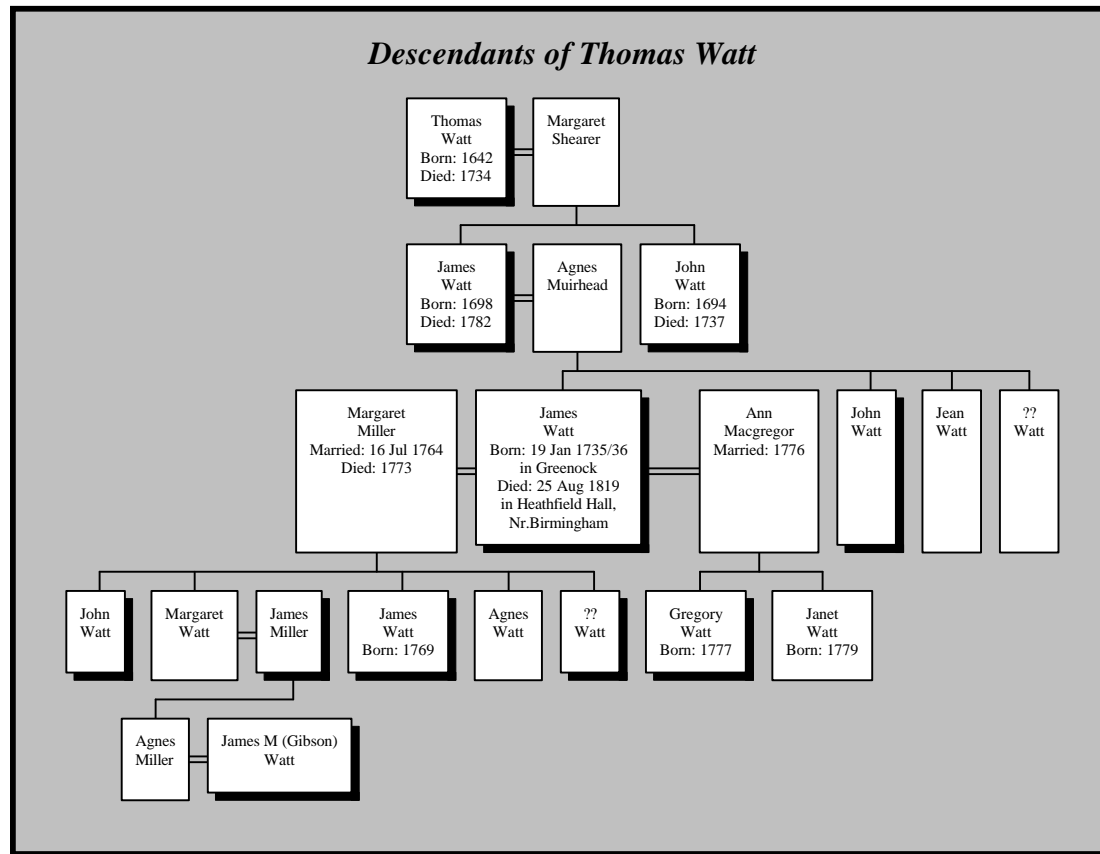 Descendants of Thomas Watt
Thomas
Watt
Born: 1642
Died: 1734
Margaret
Shearer
James
Watt
Born: 1698
Died: 1782
Agnes
Muirhead
John
Watt
Born: 1694
Died: 1737
Margaret
Miller
Married: 16 Jul 1764
Died: 1773
James
Watt
Born: 19 Jan 1735/36
in Greenock
Died: 25 Aug 1819
in Heathfield Hall,
Nr.Birmingham
Ann
Macgregor
Married: 1776
John
Watt
Jean
Watt
??
Watt
John
Watt
Margaret
Watt
James
Miller
James
Watt
Born: 1769
Agnes
Watt
??
Watt
Gregory
Watt
Born: 1777
Janet
Watt
Born: 1779
Agnes
Miller
James M (Gibson)
Watt